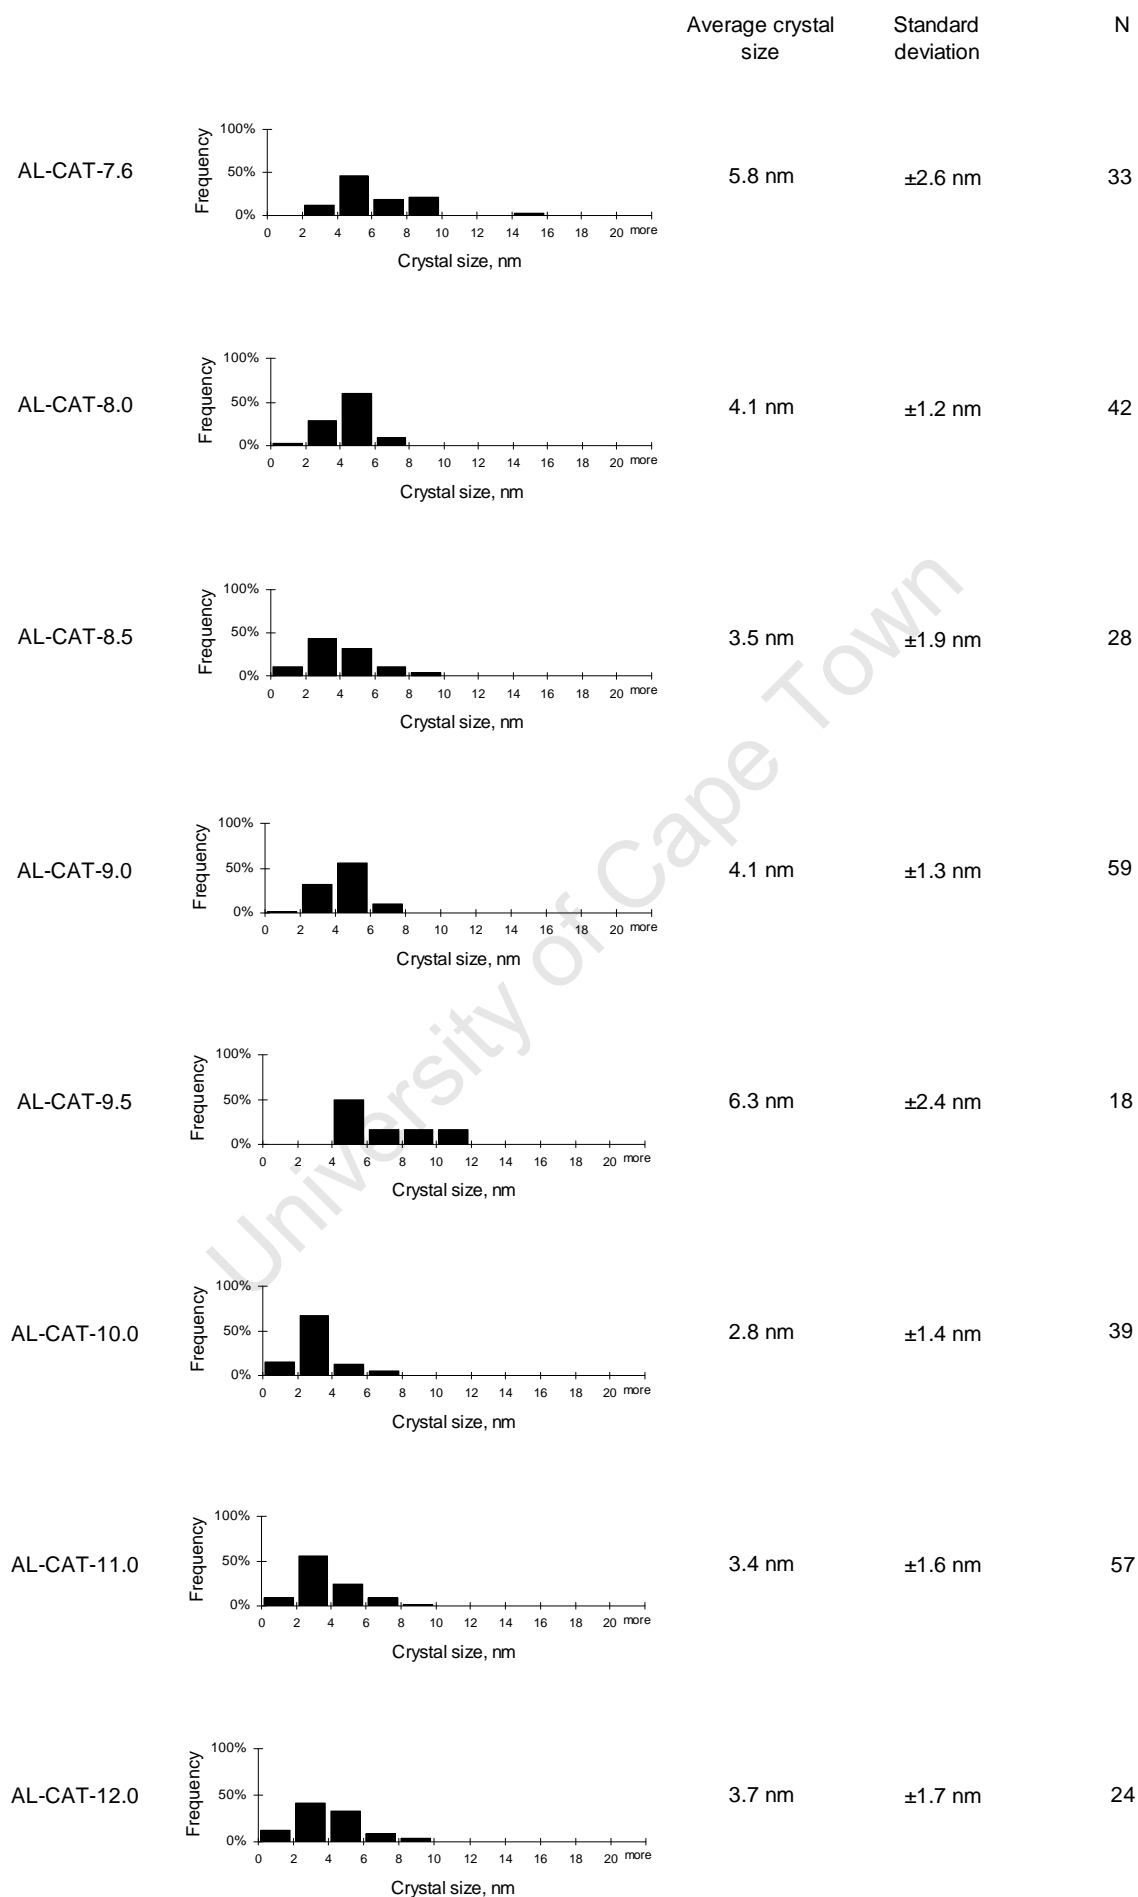 Average crystal size Standard deviation N
AL-CAT-7.6
Frequency
100%
50%
0%
0 2 4 6 8 10 12 14 16 18 20 more
Crystal size, nm
5.8 nm ±2.6 nm 33
AL-CAT-8.0
Frequency
100%
50%
0%
0 2 4 6 8 10 12 14 16 18 20 more
Crystal size, nm
4.1 nm ±1.2 nm 42
AL-CAT-8.5
Frequency
100%
50%
0%
0 2 4 6 8 10 12 14 16 18 20 more
Crystal size, nm
3.5 nm ±1.9 nm 28
AL-CAT-9.0
Frequency
100%
50%
0%
0 2 4 6 8 10 12 14 16 18 20 more
Crystal size, nm
4.1 nm ±1.3 nm 59
AL-CAT-9.5
Frequency
100%
50%
0%
0 2 4 6 8 10 12 14 16 18 20 more
Crystal size, nm
6.3 nm ±2.4 nm 18
AL-CAT-10.0
Frequency
100%
50%
0%
0 2 4 6 8 10 12 14 16 18 20 more
Crystal size, nm
2.8 nm ±1.4 nm 39
AL-CAT-11.0
Frequency
100%
50%
0%
0 2 4 6 8 10 12 14 16 18 20 more
Crystal size, nm
3.4 nm ±1.6 nm 57
AL-CAT-12.0
Frequency
100%
50%
0%
0 2 4 6 8 10 12 14 16 18 20 more
Crystal size, nm
3.7 nm ±1.7 nm 24
University of Cape Town